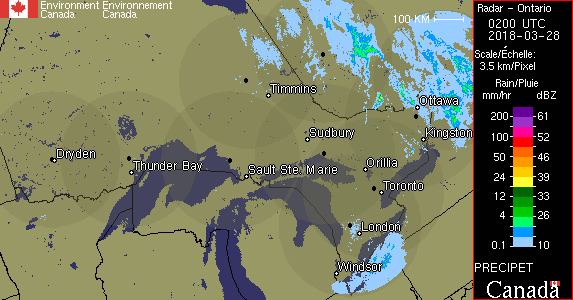 Environment Environnement
Canada Canada
100 KM
Timmins
Ottawa
Sudbury
Kingston
Dryden
Thunder Bay
Sault Ste. Marie
Orillia
Toronto
London
Windsor
Radar - Ontario
0200 UTC
2018-03-28
Scale/Échelle:
3.5 km/Pixel
Rain/Pluie
mm/hr dBZ
200 61
100 52
50 46
24 39
12 33
4 26
0.1 10
PRECIPET
Canada